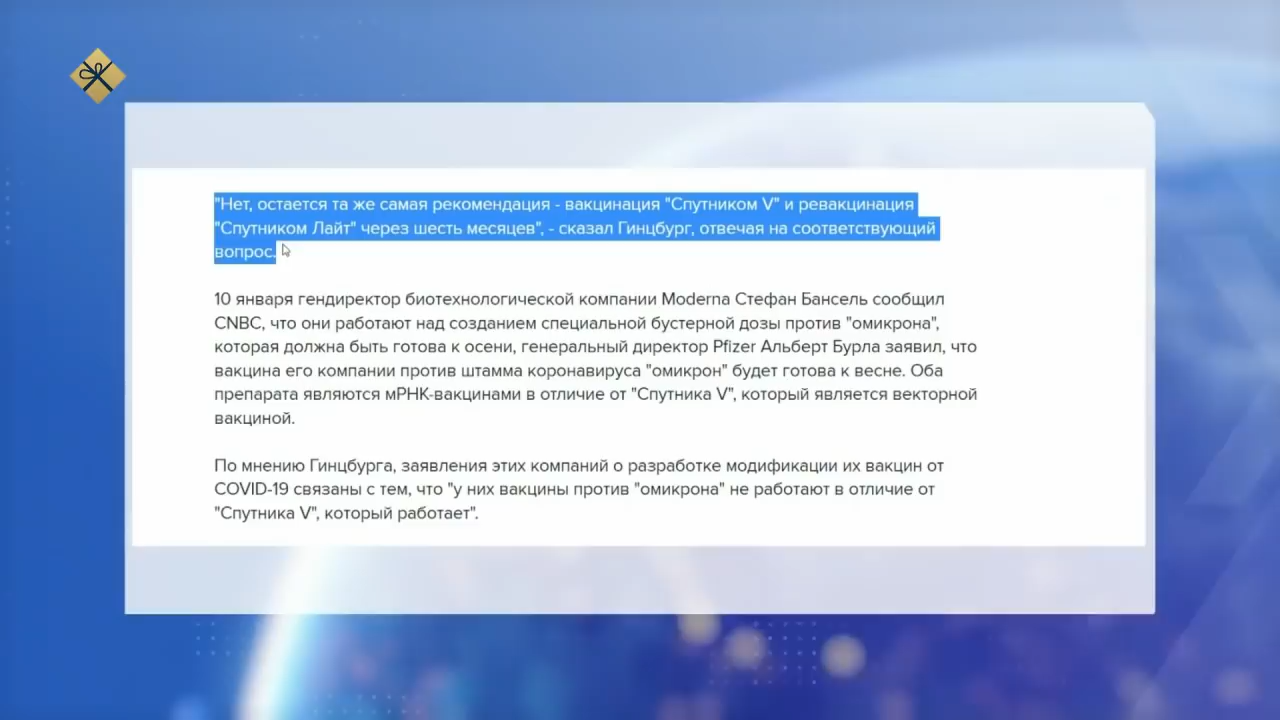 "Нет, остается та же самая рекомендация - вакцинация "Спутником V" и ревакцинация
"Спутником Лайт" через шесть месяцев", - сказал Гинцбург, отвечая на соответствующий
вопрос.
10 января гендиректор биотехнологической компании Moderna Стефан Бансель сообщил
CNBC, что они работают над созданием специальной бустерной дозы против "омикрона",
которая должна быть готова к осени, генеральный директор Pfizer Альберт Бурла заявил, что
вакцина его компании против штамма коронавируса "омикрон" будет готова к весне. Оба
препарата являются мРНК-вакцинами в отличие от "Спутника V", который является векторной
вакциной.
По мнению Гинцбурга, заявления этих компаний о разработке модификации их вакцин от
COVID-19 связаны с тем, что "у них вакцины против "омикрона" не работают в отличие от
"Спутника V", который работает".